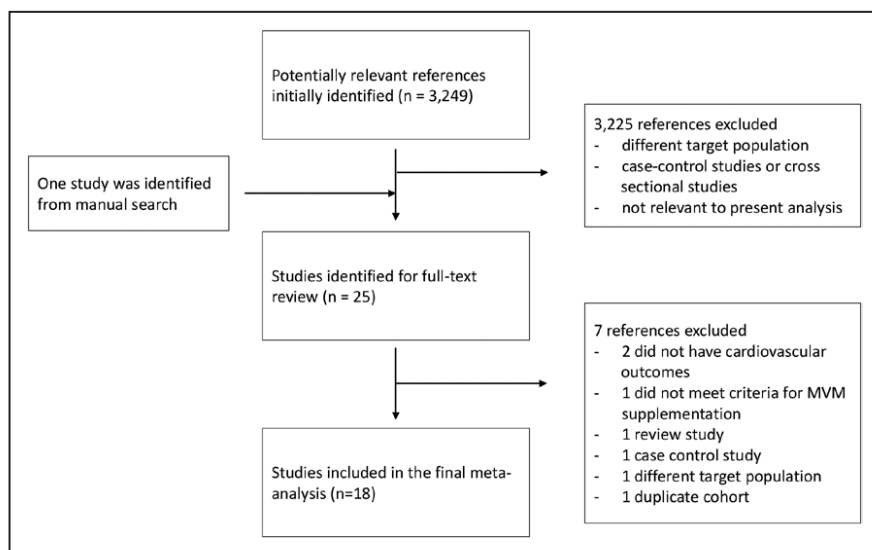 Potentially relevant references
initially identified (n = 3,249)
3,225 references excluded
- different target population
- case-control studies or cross
sectional studies
- not relevant to present analysis
One study was identified
from manual search
Studies identified for full-text
review (n = 25)
7 references excluded
- 2 did not have cardiovascular
outcomes
- 1 did not meet criteria for MVM
supplementation
- 1 review study
- 1 case control study
- 1 different target population
- 1 duplicate cohort
Studies included in the final meta-
analysis (n=18)